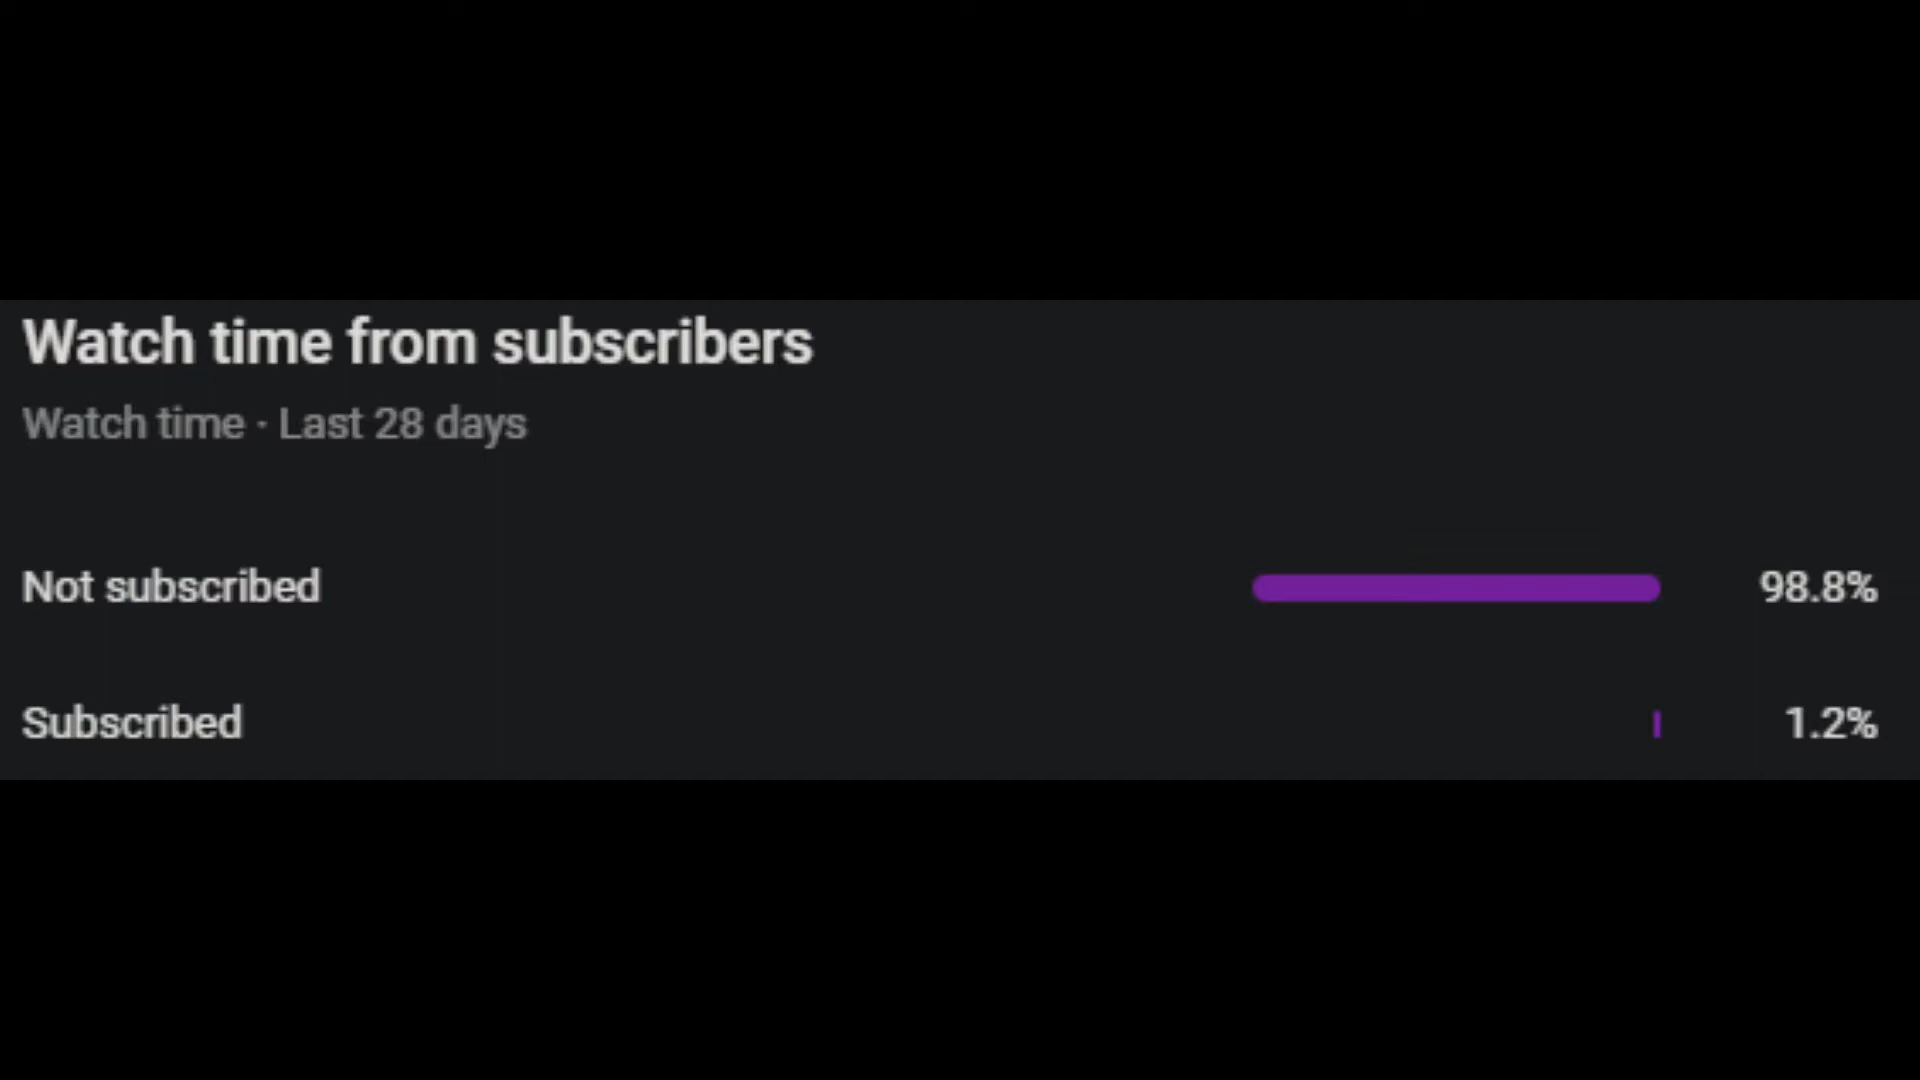 Watch time from subscribers
Watch time · Last 28 days
Not subscribed 98.8%
Subscribed 1.2%